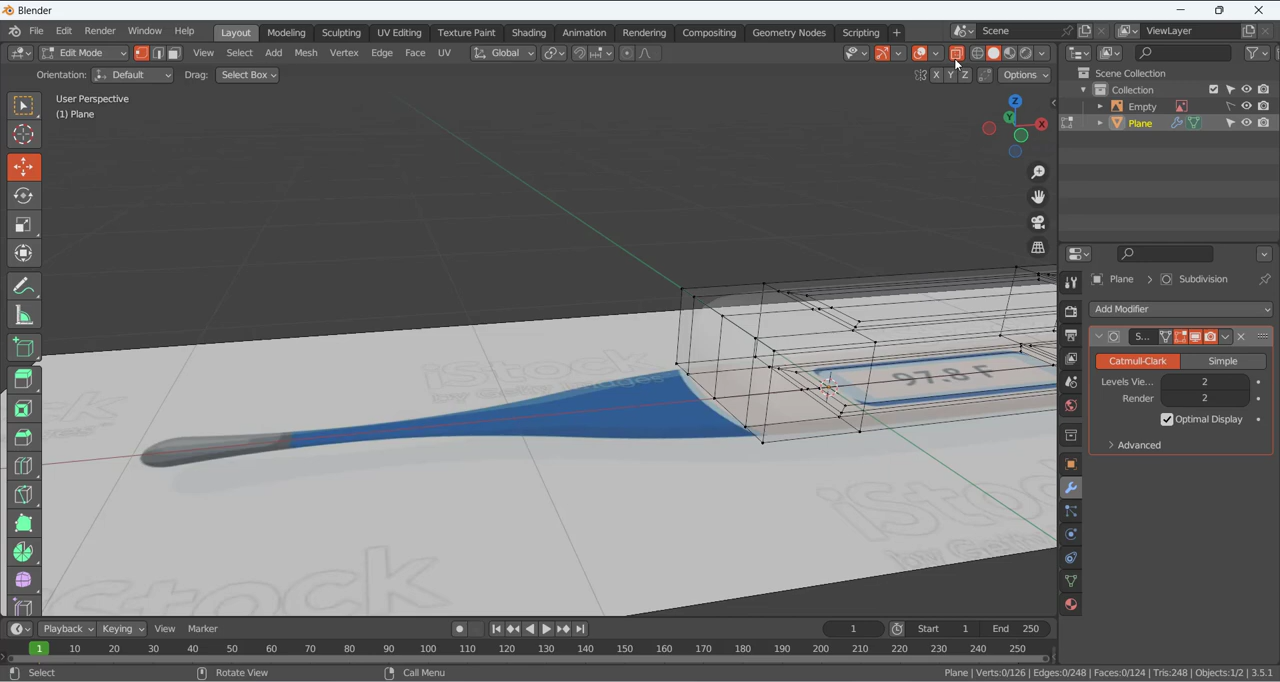 Blender
File Edit Render Window Help Layout Modeling Sculpting UV Editing Texture Paint Shading Animation Rendering Compositing Geometry Nodes Scripting + Scene ViewLayer
Edit Mode View Select Add Mesh Vertex Edge Face UV Global
Orientation: Default Drag: Select Box X Y Z Options
User Perspective
(1) Plane
Z
Y
X
Scene Collection
Collection
Empty
Plane
Plane > Subdivision
Add Modifier
S...
Catmull-Clark Simple
Levels Vie... 2
Render 2
Optimal Display
> Advanced
97.8 F
iStock
by Getty Images
iStock
iStock
Playback Keying View Marker 1 Start 1 End 250
1 10 20 30 40 50 60 70 80 90 100 110 120 130 140 150 160 170 180 190 200 210 220 230 240 250
Select Rotate View Call Menu Plane | Verts:0/126 | Edges:0/248 | Faces:0/124 | Tris:248 | Objects:1/2 | 3.5.1